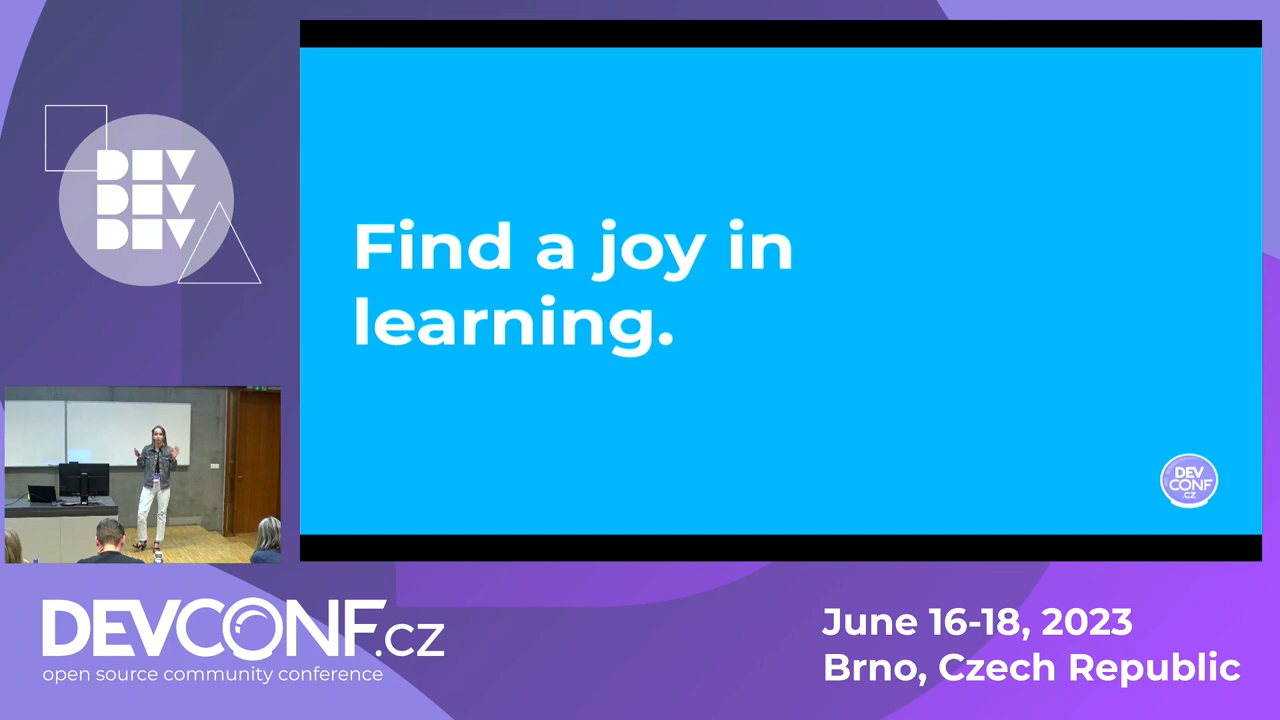 DEV
DEV
DEV
Find a joy in
learning.
DEV
CONF
.CZ
DEVCONF.cz
open source community conference
June 16-18, 2023
Brno, Czech Republic